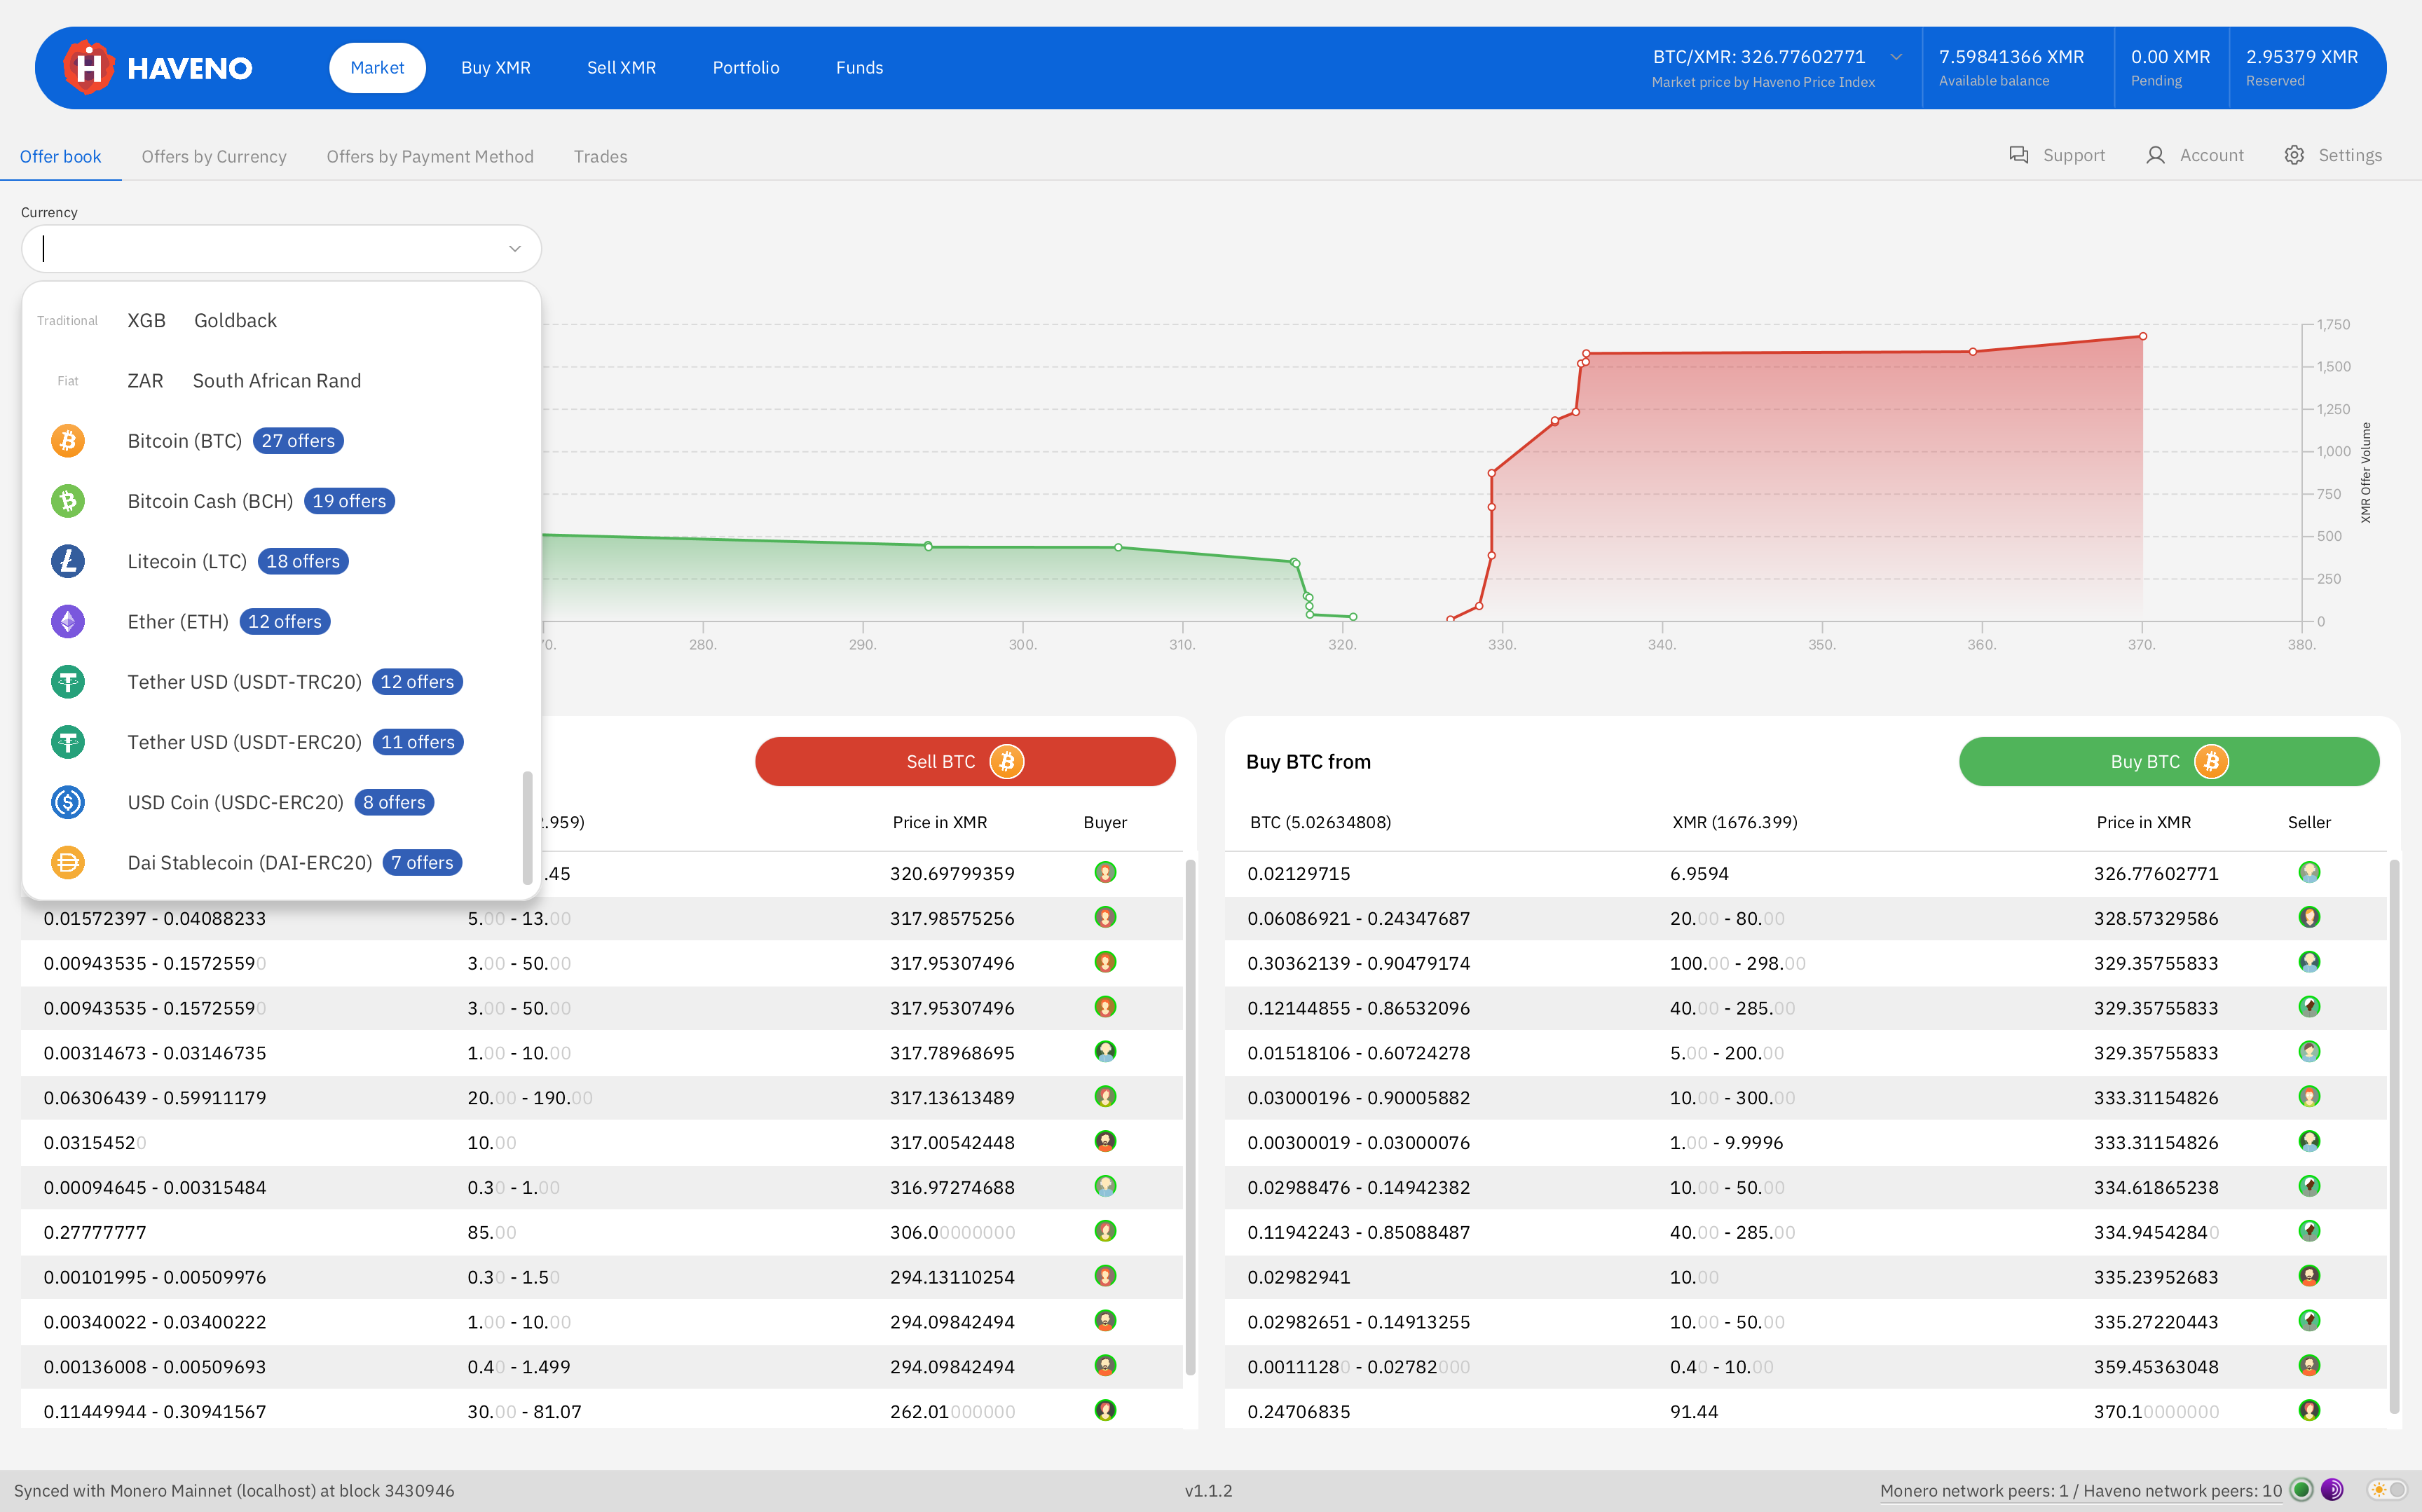 HAVENO
Market
Buy XMR
Sell XMR
Portfolio
Funds
BTC/XMR: 326.77602771
Market price by Haveno Price Index
7.59841366 XMR
Available balance
0.00 XMR
Pending
2.95379 XMR
Reserved
Offer book
Offers by Currency
Offers by Payment Method
Trades
Support
Account
Settings
Currency
Traditional XGB Goldback
Fiat ZAR South African Rand
Bitcoin (BTC) 27 offers
Bitcoin Cash (BCH) 19 offers
Litecoin (LTC) 18 offers
Ether (ETH) 12 offers
Tether USD (USDT-TRC20) 12 offers
Tether USD (USDT-ERC20) 11 offers
USD Coin (USDC-ERC20) 8 offers
Dai Stablecoin (DAI-ERC20) 7 offers
1,750
1,500
1,250
1,000
750
500
250
0
XMR Offer Volume
280. 290. 300. 310. 320. 330. 340. 350. 360. 370. 380.
Sell BTC
.959) Price in XMR Buyer
.45 320.69799359
0.01572397 - 0.04088233 5.00 - 13.00 317.98575256
0.00943535 - 0.15725590 3.00 - 50.00 317.95307496
0.00943535 - 0.15725590 3.00 - 50.00 317.95307496
0.00314673 - 0.03146735 1.00 - 10.00 317.78968695
0.06306439 - 0.59911179 20.00 - 190.00 317.13613489
0.03154520 10.00 317.00542448
0.00094645 - 0.00315484 0.30 - 1.00 316.97274688
0.27777777 85.00 306.00000000
0.00101995 - 0.00509976 0.30 - 1.50 294.13110254
0.00340022 - 0.03400222 1.00 - 10.00 294.09842494
0.00136008 - 0.00509693 0.40 - 1.499 294.09842494
0.11449944 - 0.30941567 30.00 - 81.07 262.01000000
Buy BTC from
Buy BTC
BTC (5.02634808) XMR (1676.399) Price in XMR Seller
0.02129715 6.9594 326.77602771
0.06086921 - 0.24347687 20.00 - 80.00 328.57329586
0.30362139 - 0.90479174 100.00 - 298.00 329.35755833
0.12144855 - 0.86532096 40.00 - 285.00 329.35755833
0.01518106 - 0.60724278 5.00 - 200.00 329.35755833
0.03000196 - 0.90005882 10.00 - 300.00 333.31154826
0.00300019 - 0.03000076 1.00 - 9.9996 333.31154826
0.02988476 - 0.14942382 10.00 - 50.00 334.61865238
0.11942243 - 0.85088487 40.00 - 285.00 334.94542840
0.02982941 10.00 335.23952683
0.02982651 - 0.14913255 10.00 - 50.00 335.27220443
0.00111280 - 0.02782000 0.40 - 10.00 359.45363048
0.24706835 91.44 370.10000000
Synced with Monero Mainnet (localhost) at block 3430946
v1.1.2
Monero network peers: 1 / Haveno network peers: 10